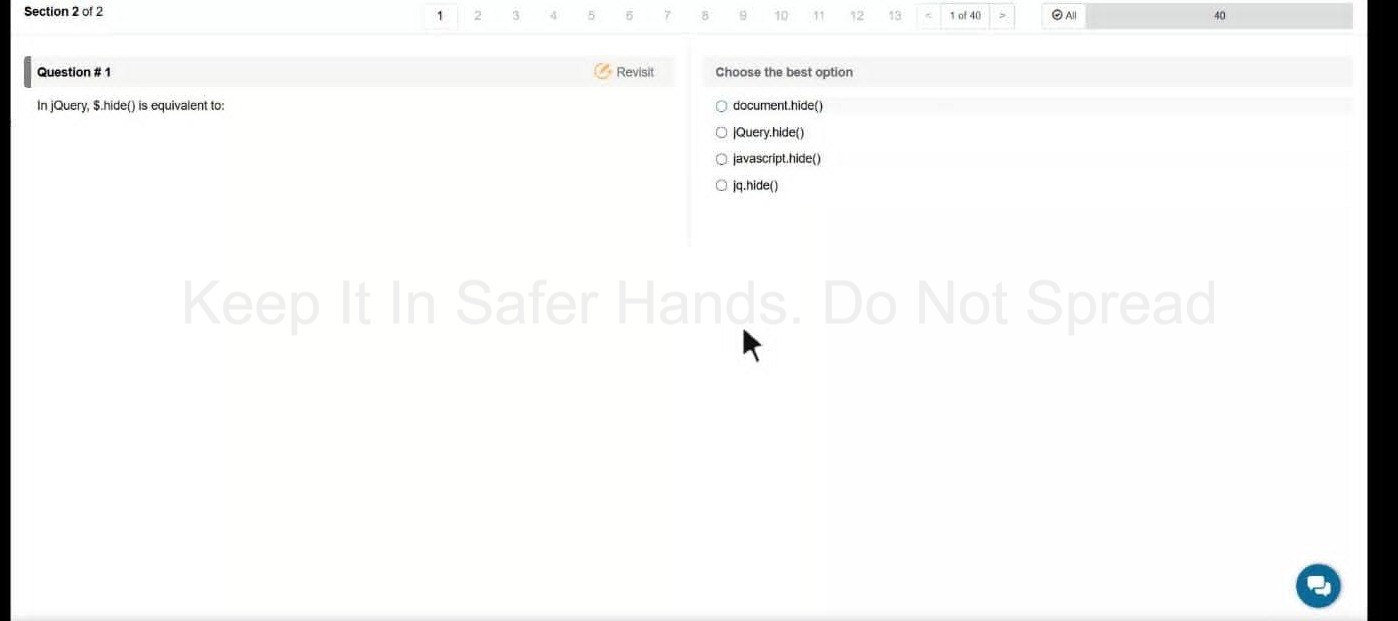 Section 2 of 2
1 2 3 4 5 6 7 8 9 10 11 12 13 < 1 of 40 > All 40
Question # 1
Revisit
In jQuery, $.hide() is equivalent to:
Choose the best option
document.hide()
jQuery.hide()
javascript.hide()
jq.hide()
Keep It In Safer Hands. Do Not Spread